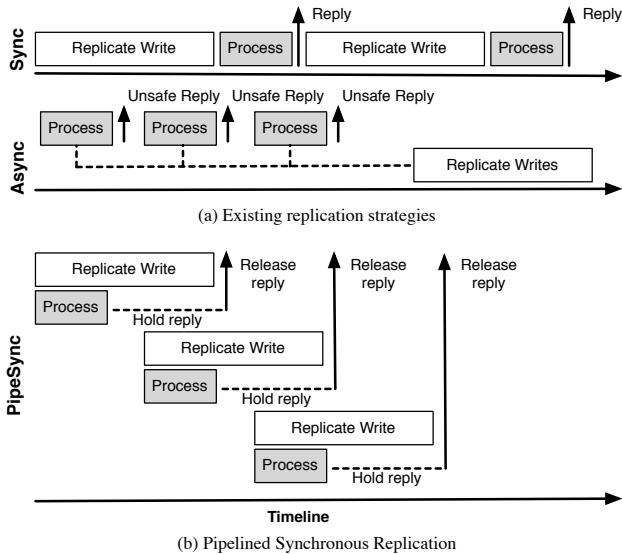 Sync
Reply
Reply
Replicate Write
Process
Replicate Write
Process
Async
Unsafe Reply
Unsafe Reply
Unsafe Reply
Process
Process
Process
Replicate Writes
(a) Existing replication strategies
PipeSync
Replicate Write
Release
reply
Release
reply
Release
reply
Process
Hold reply
Replicate Write
Process
Hold reply
Replicate Write
Process
Hold reply
Timeline
(b) Pipelined Synchronous Replication